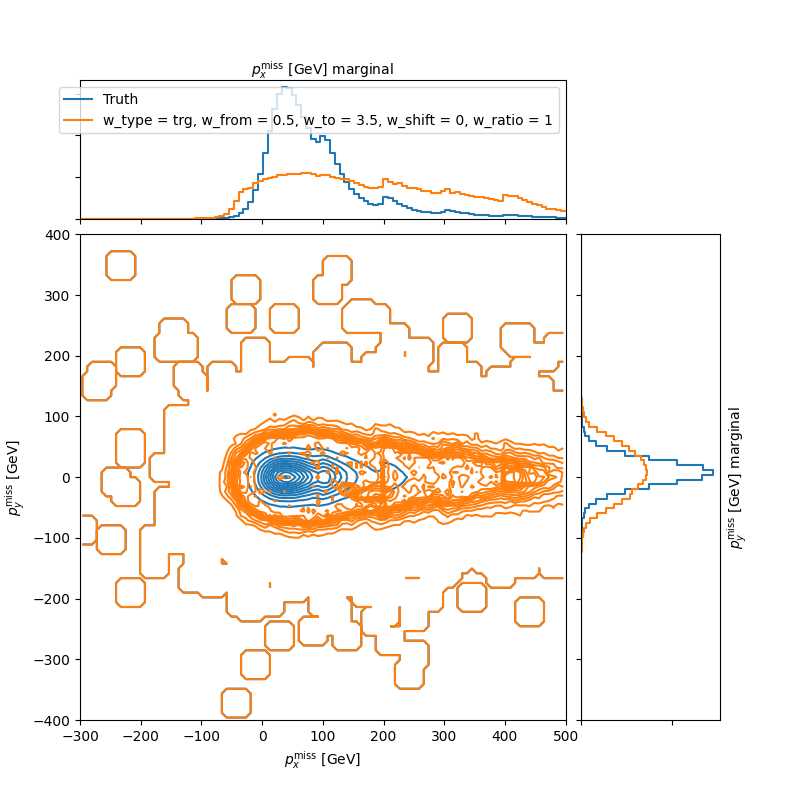 p_x^miss [GeV] marginal
Truth
w_type = trg, w_from = 0.5, w_to = 3.5, w_shift = 0, w_ratio = 1
400
300
200
100
0
−100
−200
−300
−400
p_y^miss [GeV]
−300 −200 −100 0 100 200 300 400 500
p_x^miss [GeV]
p_y^miss [GeV] marginal